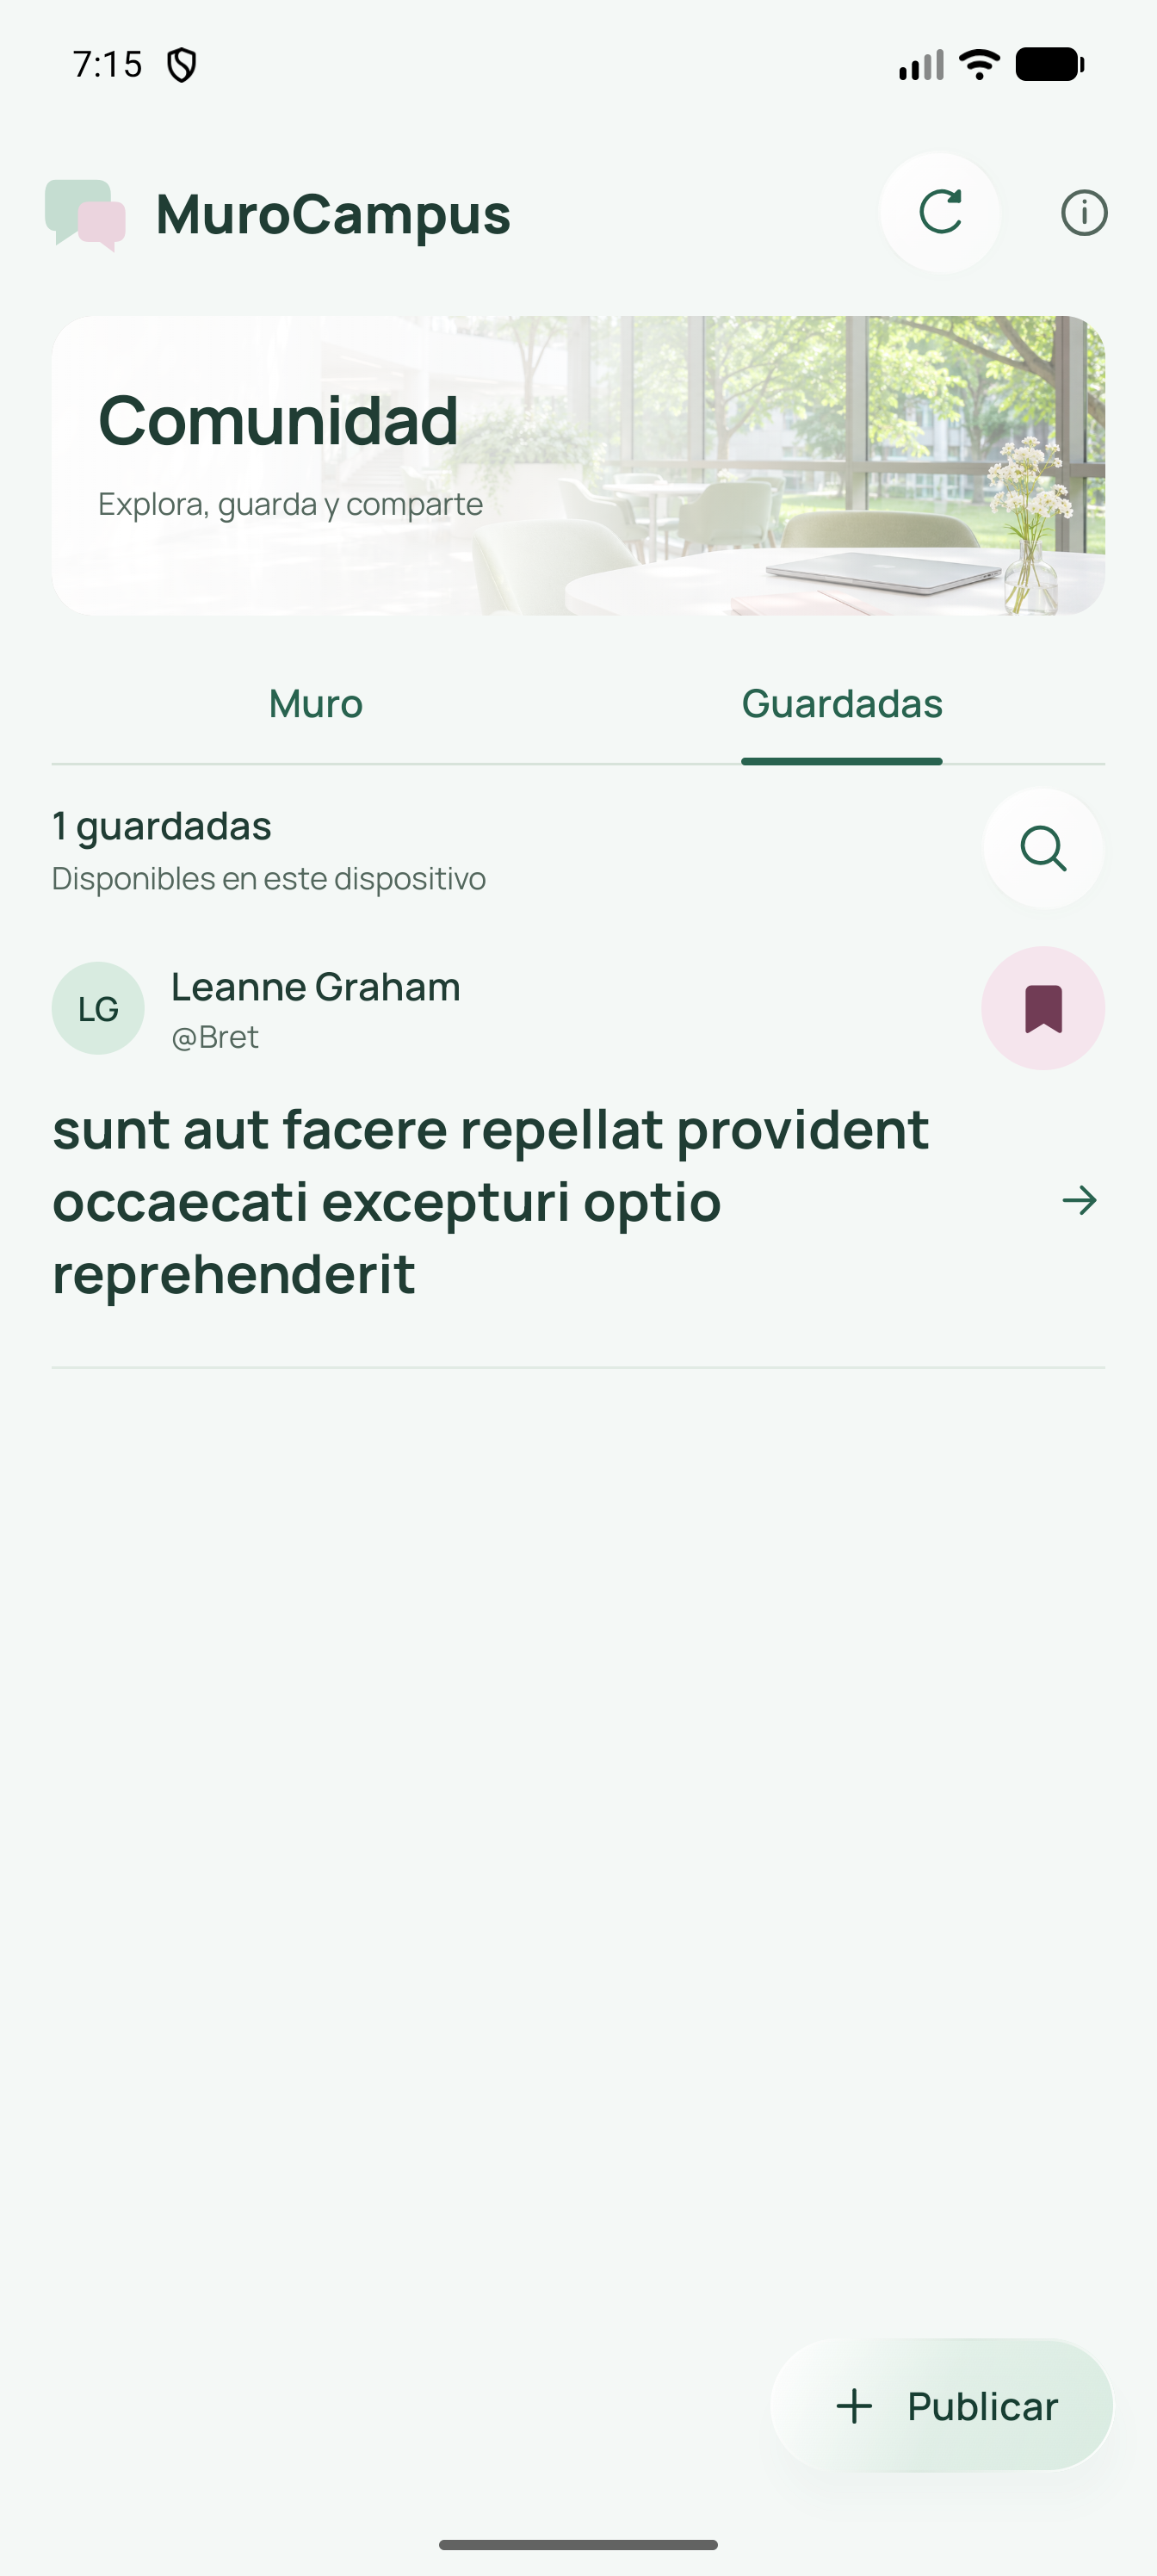 7:15
MuroCampus
Comunidad
Explora, guarda y comparte
Muro
Guardadas
1 guardadas
Disponibles en este dispositivo
LG
Leanne Graham
@Bret
sunt aut facere repellat provident
occaecati excepturi optio
reprehenderit
Publicar